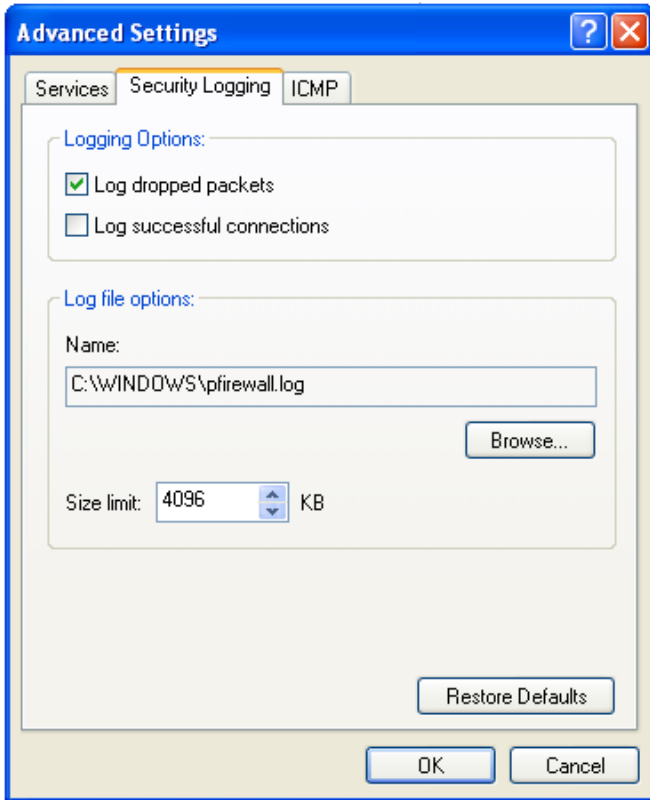 Advanced Settings
?
Services Security Logging ICMP
Logging Options:
Log dropped packets
Log successful connections
Log file options:
Name:
C:\WINDOWS\pfirewall.log
Browse...
Size limit: 4096 KB
Restore Defaults
OK Cancel